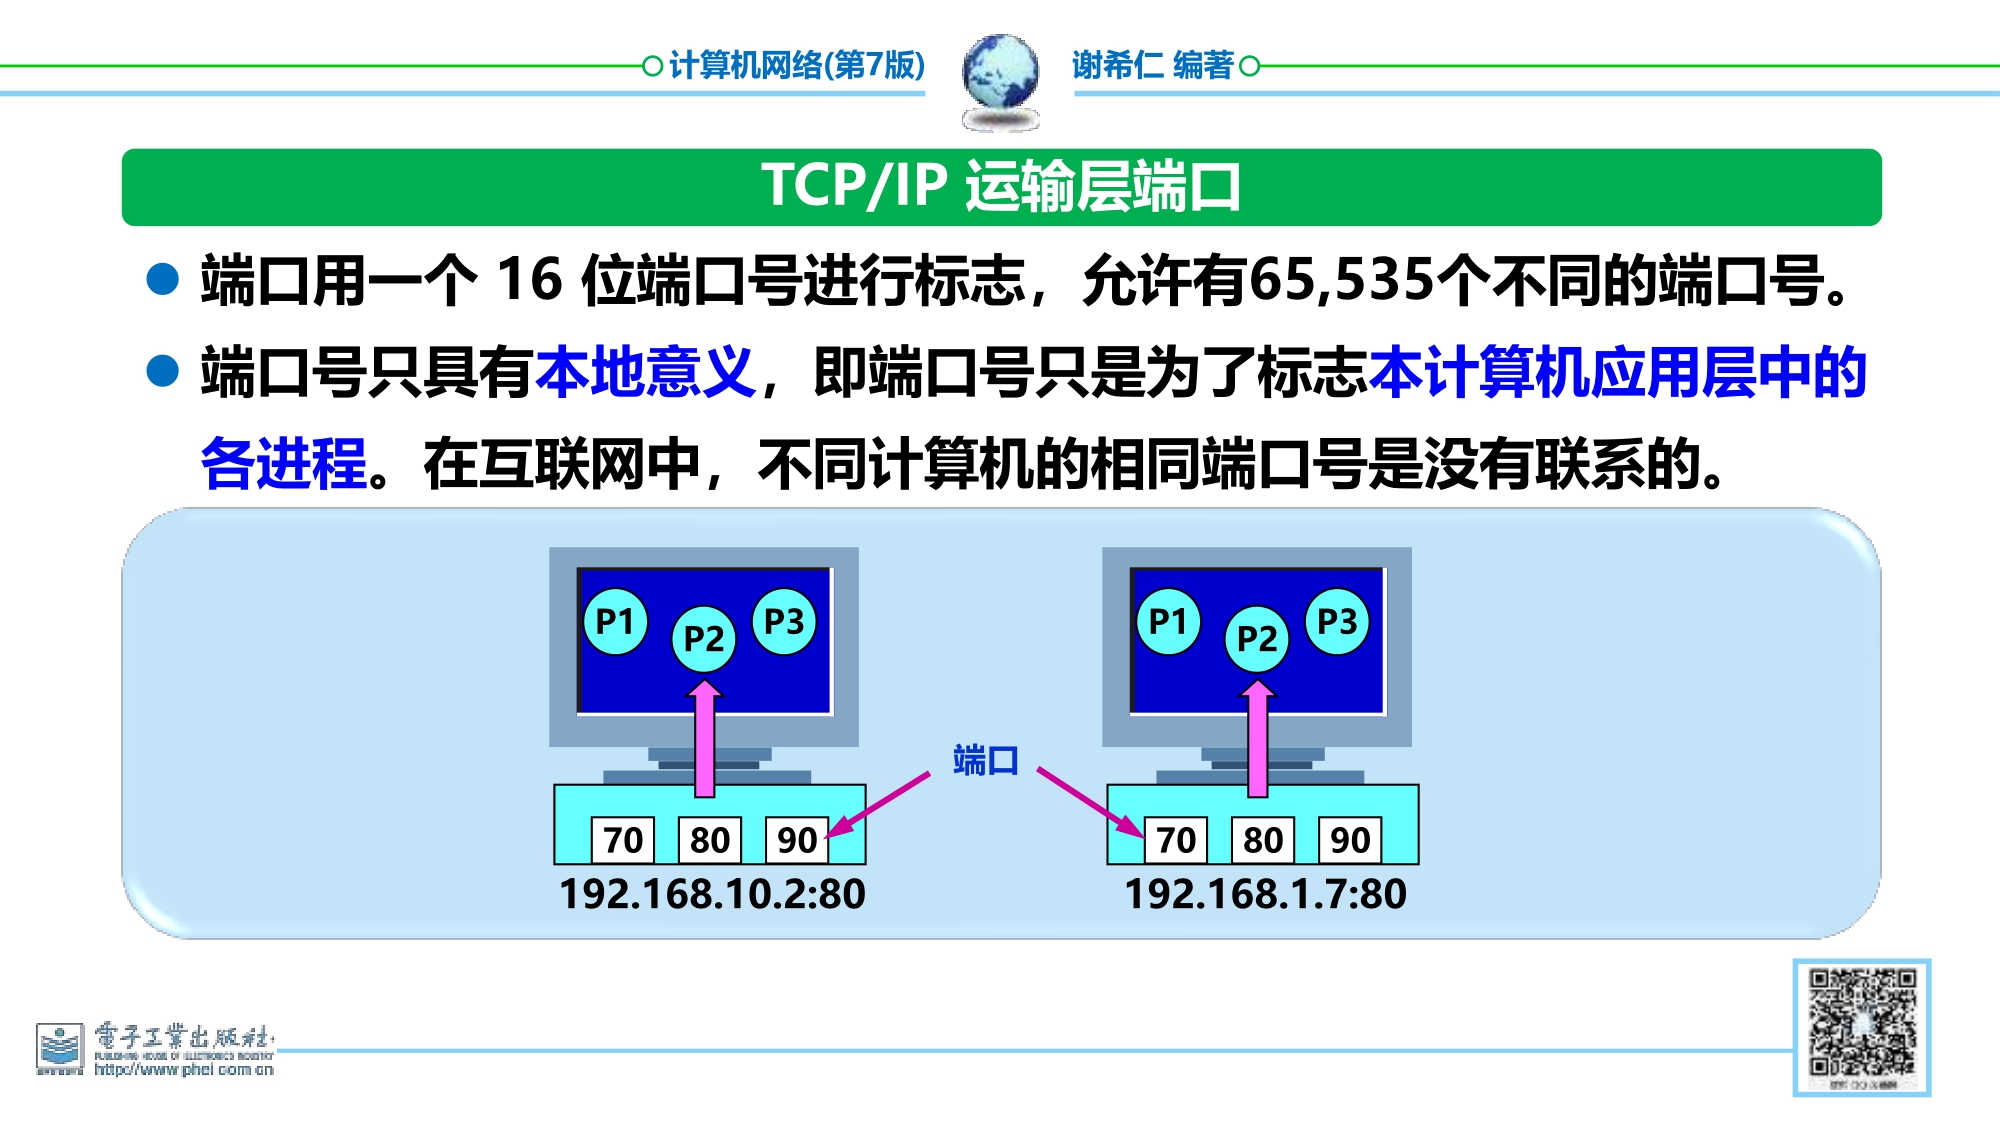 计算机网络(第7版)
谢希仁 编著
TCP/IP 运输层端口
端口用一个 16 位端口号进行标志，允许有65,535个不同的端口号。
端口号只具有本地意义，即端口号只是为了标志本计算机应用层中的
各进程。在互联网中，不同计算机的相同端口号是没有联系的。
P1 P2 P3
P1 P2 P3
端口
70 80 90
70 80 90
192.168.10.2:80
192.168.1.7:80
電子工業出版社
PUBLISHING HOUSE OF ELECTRONICS INDUSTRY
http://www.phei.com.cn